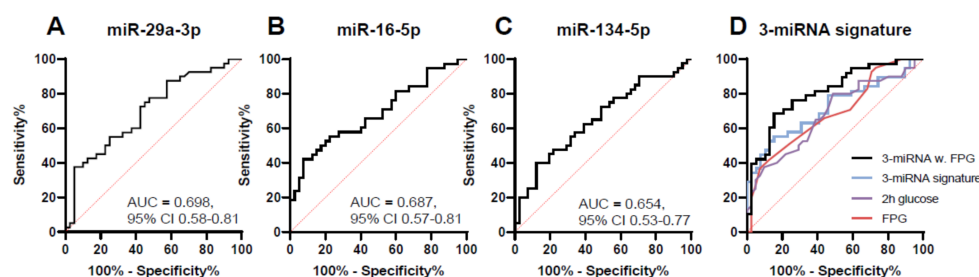 A miR-29a-3p
B miR-16-5p
C miR-134-5p
D 3-miRNA signature
Sensitivity%
100
80
60
40
20
0
AUC = 0.698,
95% CI 0.58-0.81
0 20 40 60 80 100
100% - Specificity%
Sensitivity%
100
80
60
40
20
0
AUC = 0.687,
95% CI 0.57-0.81
0 20 40 60 80 100
100% - Specificity%
Sensitivity%
100
80
60
40
20
0
AUC = 0.654,
95% CI 0.53-0.77
0 20 40 60 80 100
100% - Specificity%
100
80
60
40
20
0
3-miRNA w. FPG
3-miRNA signature
2h glucose
FPG
0 20 40 60 80 100
100% - Specificity%